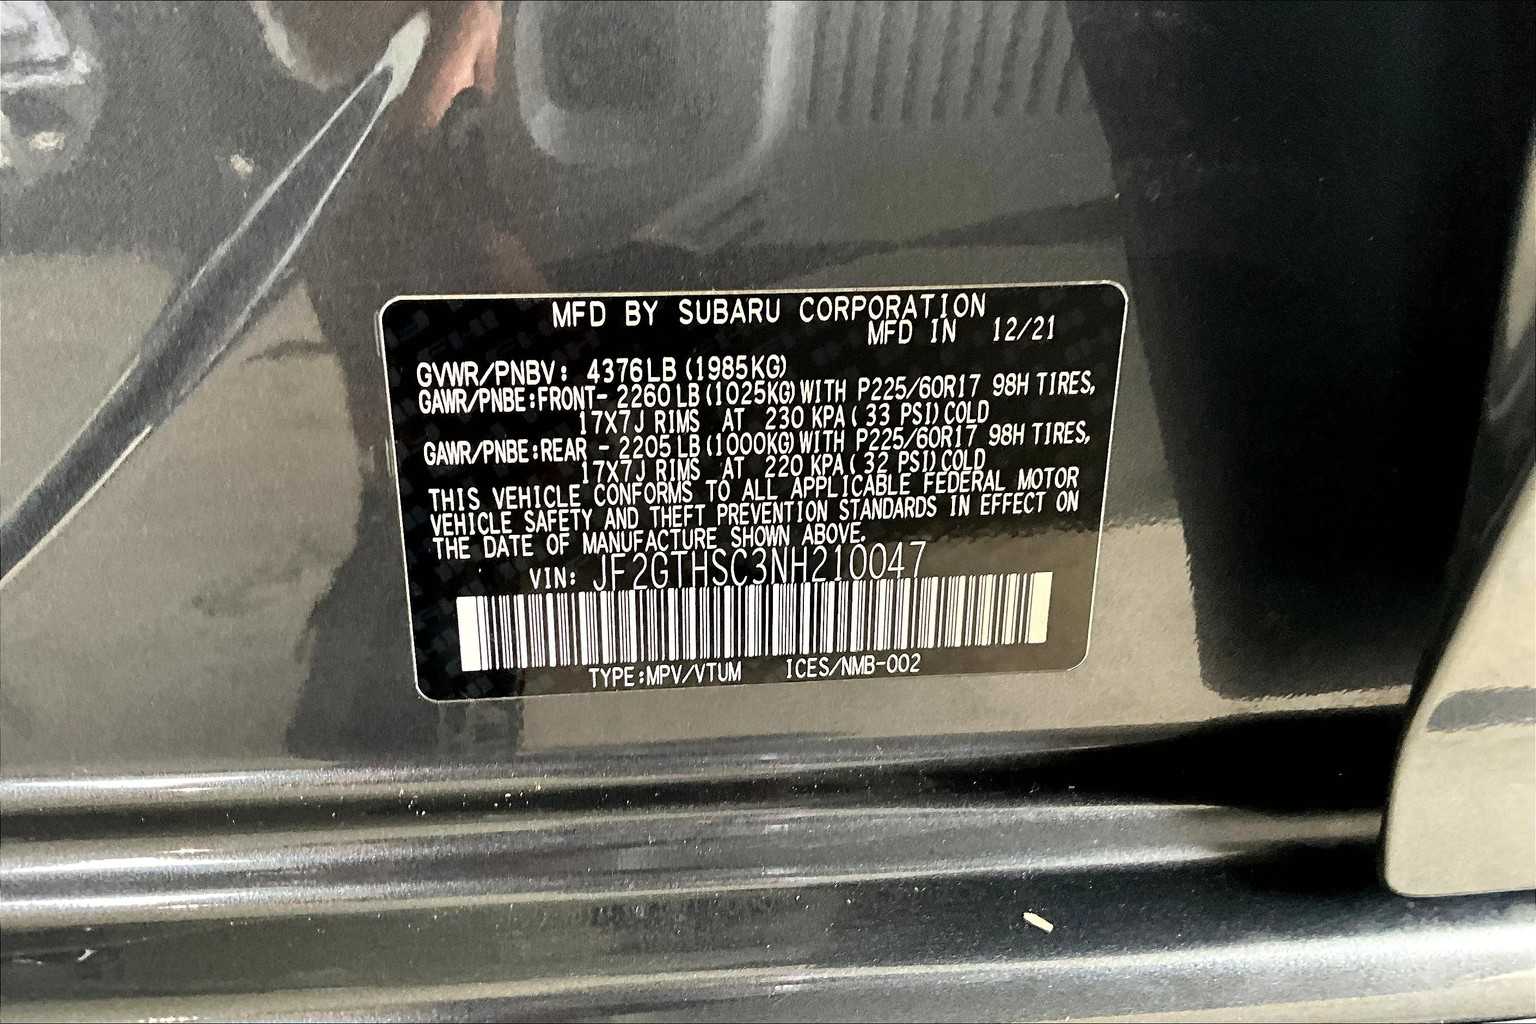 MFD BY SUBARU CORPORATION
MFD IN 12/21
GVWR/PNBV: 4376LB (1985KG)
GAWR/PNBE:FRONT- 2260 LB (1025KG) WITH P225/60R17 98H TIRES,
17X7J RIMS AT 230 KPA ( 33 PSI) COLD
GAWR/PNBE:REAR - 2205 LB (1000KG) WITH P225/60R17 98H TIRES,
17X7J RIMS AT 220 KPA ( 32 PSI) COLD
THIS VEHICLE CONFORMS TO ALL APPLICABLE FEDERAL MOTOR
VEHICLE SAFETY AND THEFT PREVENTION STANDARDS IN EFFECT ON
THE DATE OF MANUFACTURE SHOWN ABOVE.
VIN: JF2GTHSC3NH210047
TYPE:MPV/VTUM ICES/NMB-002